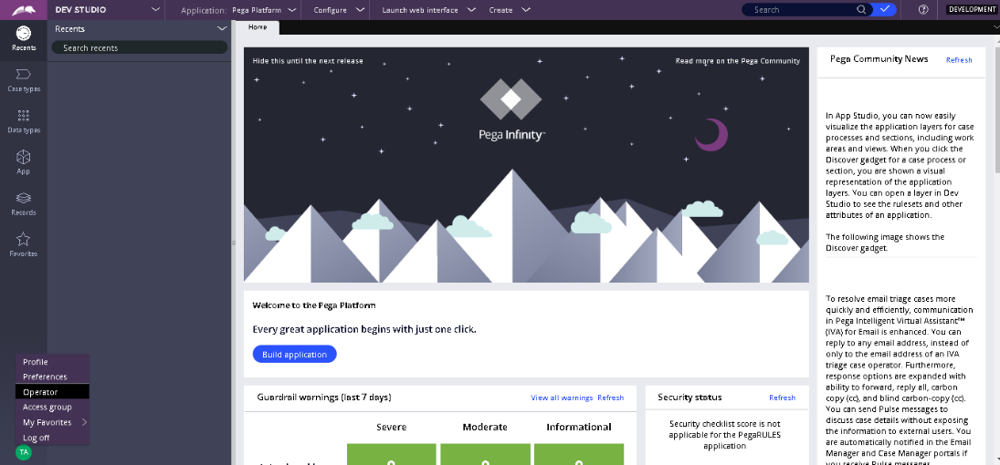 DEV STUDIO
Application: Pega Platform
Configure
Launch web interface
Create
Search
DEVELOPMENT
Recents
Case types
Data types
App
Records
Favorites
Recents
Search recents
Profile
Preferences
Operator
Access group
My Favorites
Log off
TA
Home
Hide this until the next release
Read more on the Pega Community
Pega Infinity™
Welcome to the Pega Platform
Every great application begins with just one click.
Build application
Guardrail warnings (last 7 days)
View all warnings Refresh
Severe Moderate Informational
Security status
Refresh
Security checklist score is not
applicable for the PegaRULES
application
Pega Community News
Refresh
In App Studio, you can now easily
visualize the application layers for case
processes and sections, including work
areas and views. When you click the
Discover gadget for a case process or
section, you are shown a visual
representation of the application
layers. You can open a layer in Dev
Studio to see the rulesets and other
attributes of an application.
The following image shows the
Discover gadget.
To resolve email triage cases more
quickly and efficiently, communication
in Pega Intelligent Virtual Assistant™
(IVA) for Email is enhanced. You can
reply to any email address, instead of
only to the email address of an IVA
triage case operator. Furthermore,
response options are expanded with
ability to forward, reply all, carbon
copy (cc), and blind carbon-copy (cc).
You can send Pulse messages to
discuss case details without exposing
the information to external users. You
are automatically notified in the Email
Manager and Case Manager portals if
you receive Pulse messages